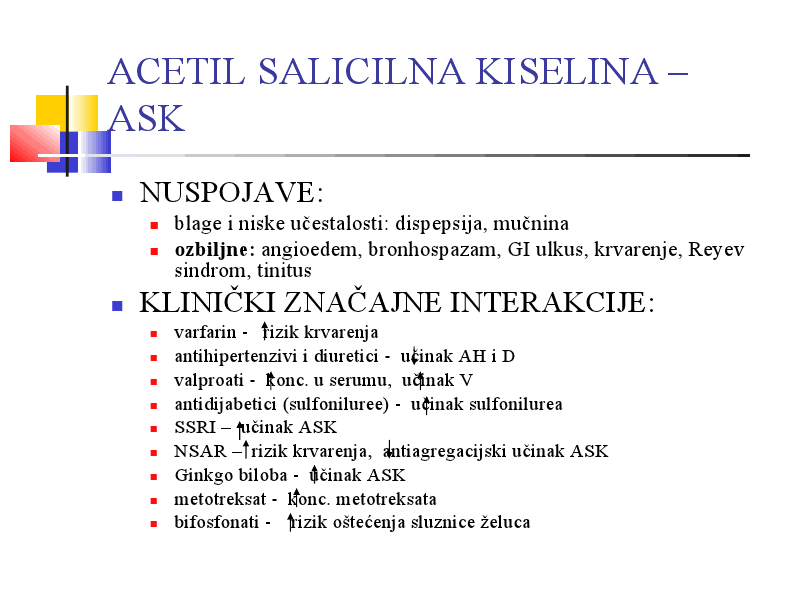 ACETIL SALICILNA KISELINA –
ASK
NUSPOJAVE:
blage i niske učestalosti: dispepsija, mučnina
ozbiljne: angioedem, bronhospazam, GI ulkus, krvarenje, Reyev
sindrom, tinitus
KLINIČKI ZNAČAJNE INTERAKCIJE:
varfarin - ↑rizik krvarenja
antihipertenzivi i diuretici - ↓učinak AH i D
valproati - ↑konc. u serumu, ↑učinak V
antidijabetici (sulfoniluree) - ↑učinak sulfonilurea
SSRI – ↑učinak ASK
NSAR – ↑rizik krvarenja, ↓antiagregacijski učinak ASK
Ginkgo biloba - ↑učinak ASK
metotreksat - ↑konc. metotreksata
bifosfonati - ↑rizik oštećenja sluznice želuca